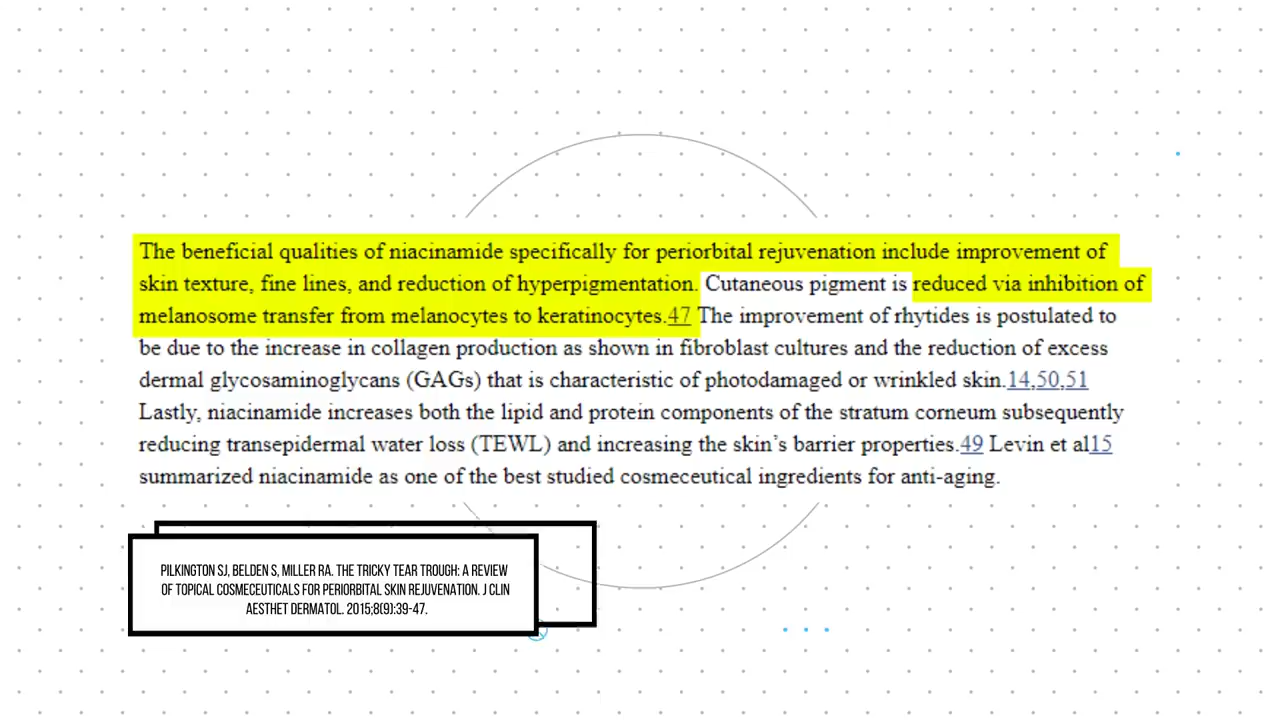 The beneficial qualities of niacinamide specifically for periorbital rejuvenation include improvement of
skin texture, fine lines, and reduction of hyperpigmentation. Cutaneous pigment is reduced via inhibition of
melanosome transfer from melanocytes to keratinocytes.47 The improvement of rhytides is postulated to
be due to the increase in collagen production as shown in fibroblast cultures and the reduction of excess
dermal glycosaminoglycans (GAGs) that is characteristic of photodamaged or wrinkled skin.14,50,51
Lastly, niacinamide increases both the lipid and protein components of the stratum corneum subsequently
reducing transepidermal water loss (TEWL) and increasing the skin’s barrier properties.49 Levin et al15
summarized niacinamide as one of the best studied cosmeceutical ingredients for anti-aging.
PILKINGTON SJ, BELDEN S, MILLER RA. THE TRICKY TEAR TROUGH: A REVIEW
OF TOPICAL COSMECEUTICALS FOR PERIORBITAL SKIN REJUVENATION. J CLIN
AESTHET DERMATOL. 2015;8(9):39-47.